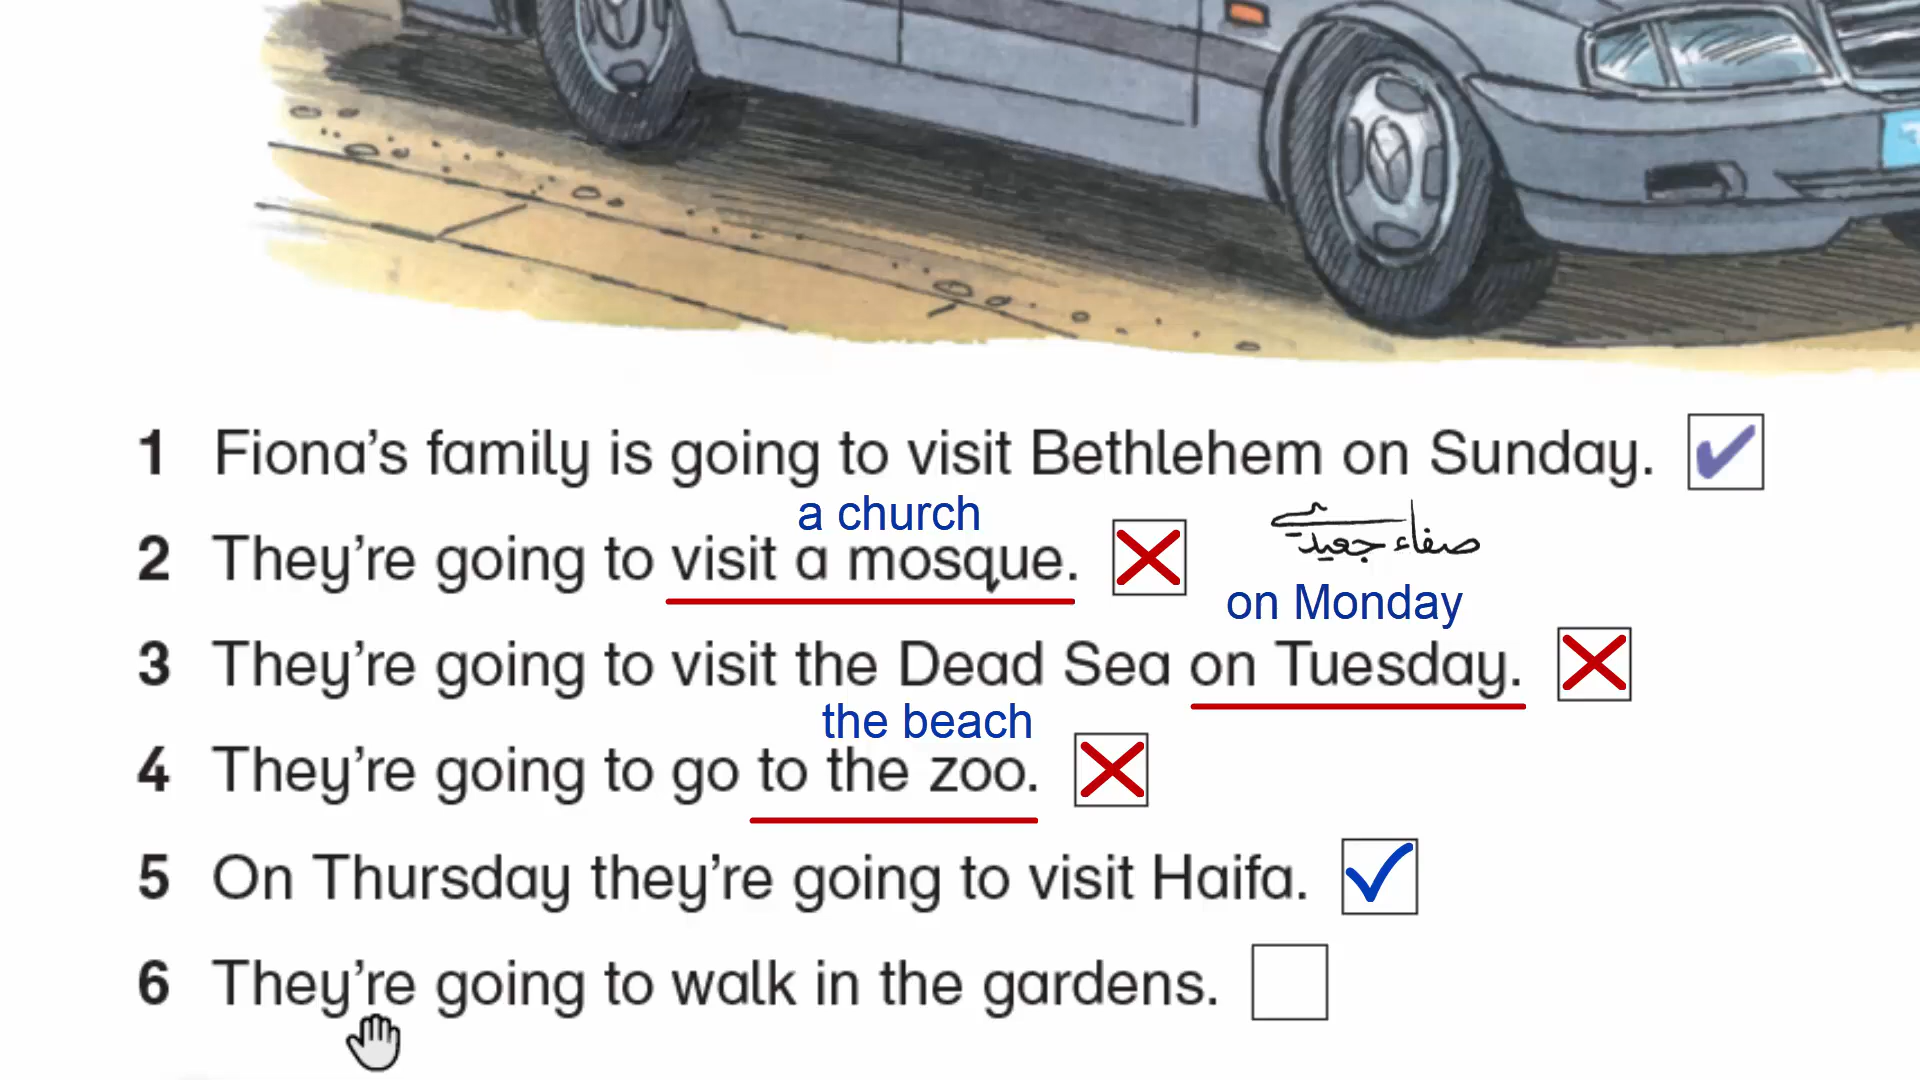 1 Fiona's family is going to visit Bethlehem on Sunday.
a church
2 They're going to visit a mosque.
صفاء جعيدي
on Monday
3 They're going to visit the Dead Sea on Tuesday.
the beach
4 They're going to go to the zoo.
5 On Thursday they're going to visit Haifa.
6 They're going to walk in the gardens.